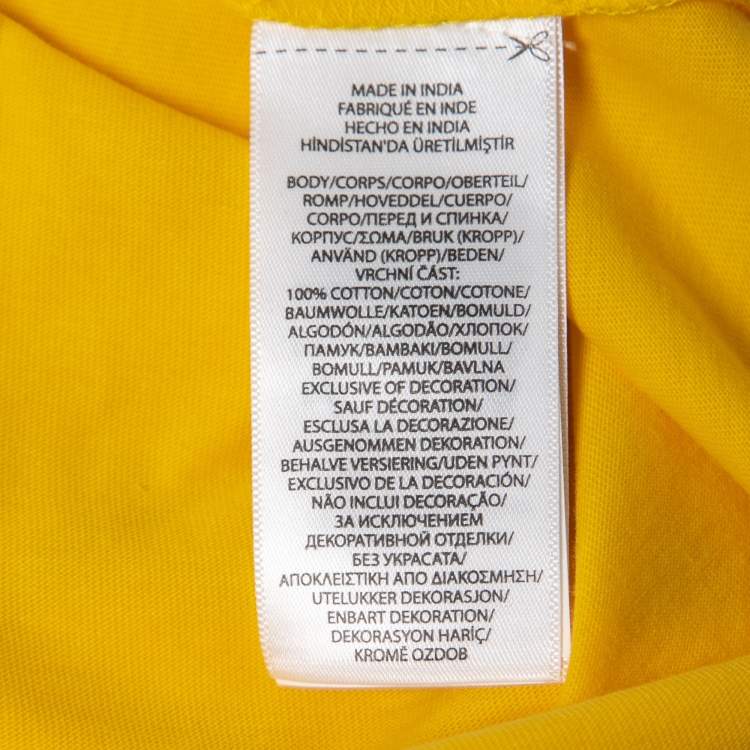 MADE IN INDIA
FABRIQUÉ EN INDE
HECHO EN INDIA
HİNDİSTAN'DA ÜRETİLMİŞTİR
BODY/CORPS/CORPO/OBERTEIL/
ROMP/HOVEDDEL/CUERPO/
CORPO/ПЕРЕД И СПИНКА/
КОРПУС/ΣΩΜΑ/BRUK (KROPP)/
ANVÄND (KROPP)/BEDEN/
VRCHNÍ ČÁST:
100% COTTON/COTON/COTONE/
BAUMWOLLE/KATOEN/BOMULD/
ALGODÓN/ALGODÃO/ХЛОПОК/
ПАМУК/ΒΑΜΒΑΚΙ/BOMULL/
BOMULL/PAMUK/BAVLNA
EXCLUSIVE OF DECORATION/
SAUF DÉCORATION/
ESCLUSA LA DECORAZIONE/
AUSGENOMMEN DEKORATION/
BEHALVE VERSIERING/UDEN PYNT/
EXCLUSIVO DE LA DECORACIÓN/
NÃO INCLUI DECORAÇÃO/
ЗА ИСКЛЮЧЕНИЕМ
ДЕКОРАТИВНОЙ ОТДЕЛКИ/
БЕЗ УКРАСАТА/
ΑΠΟΚΛΕΙΣΤΙΚΗ ΑΠΟ ΔΙΑΚΟΣΜΗΣΗ/
UTELUKKER DEKORASJON/
ENBART DEKORATION/
DEKORASYON HARİÇ/
KROMĚ OZDOB